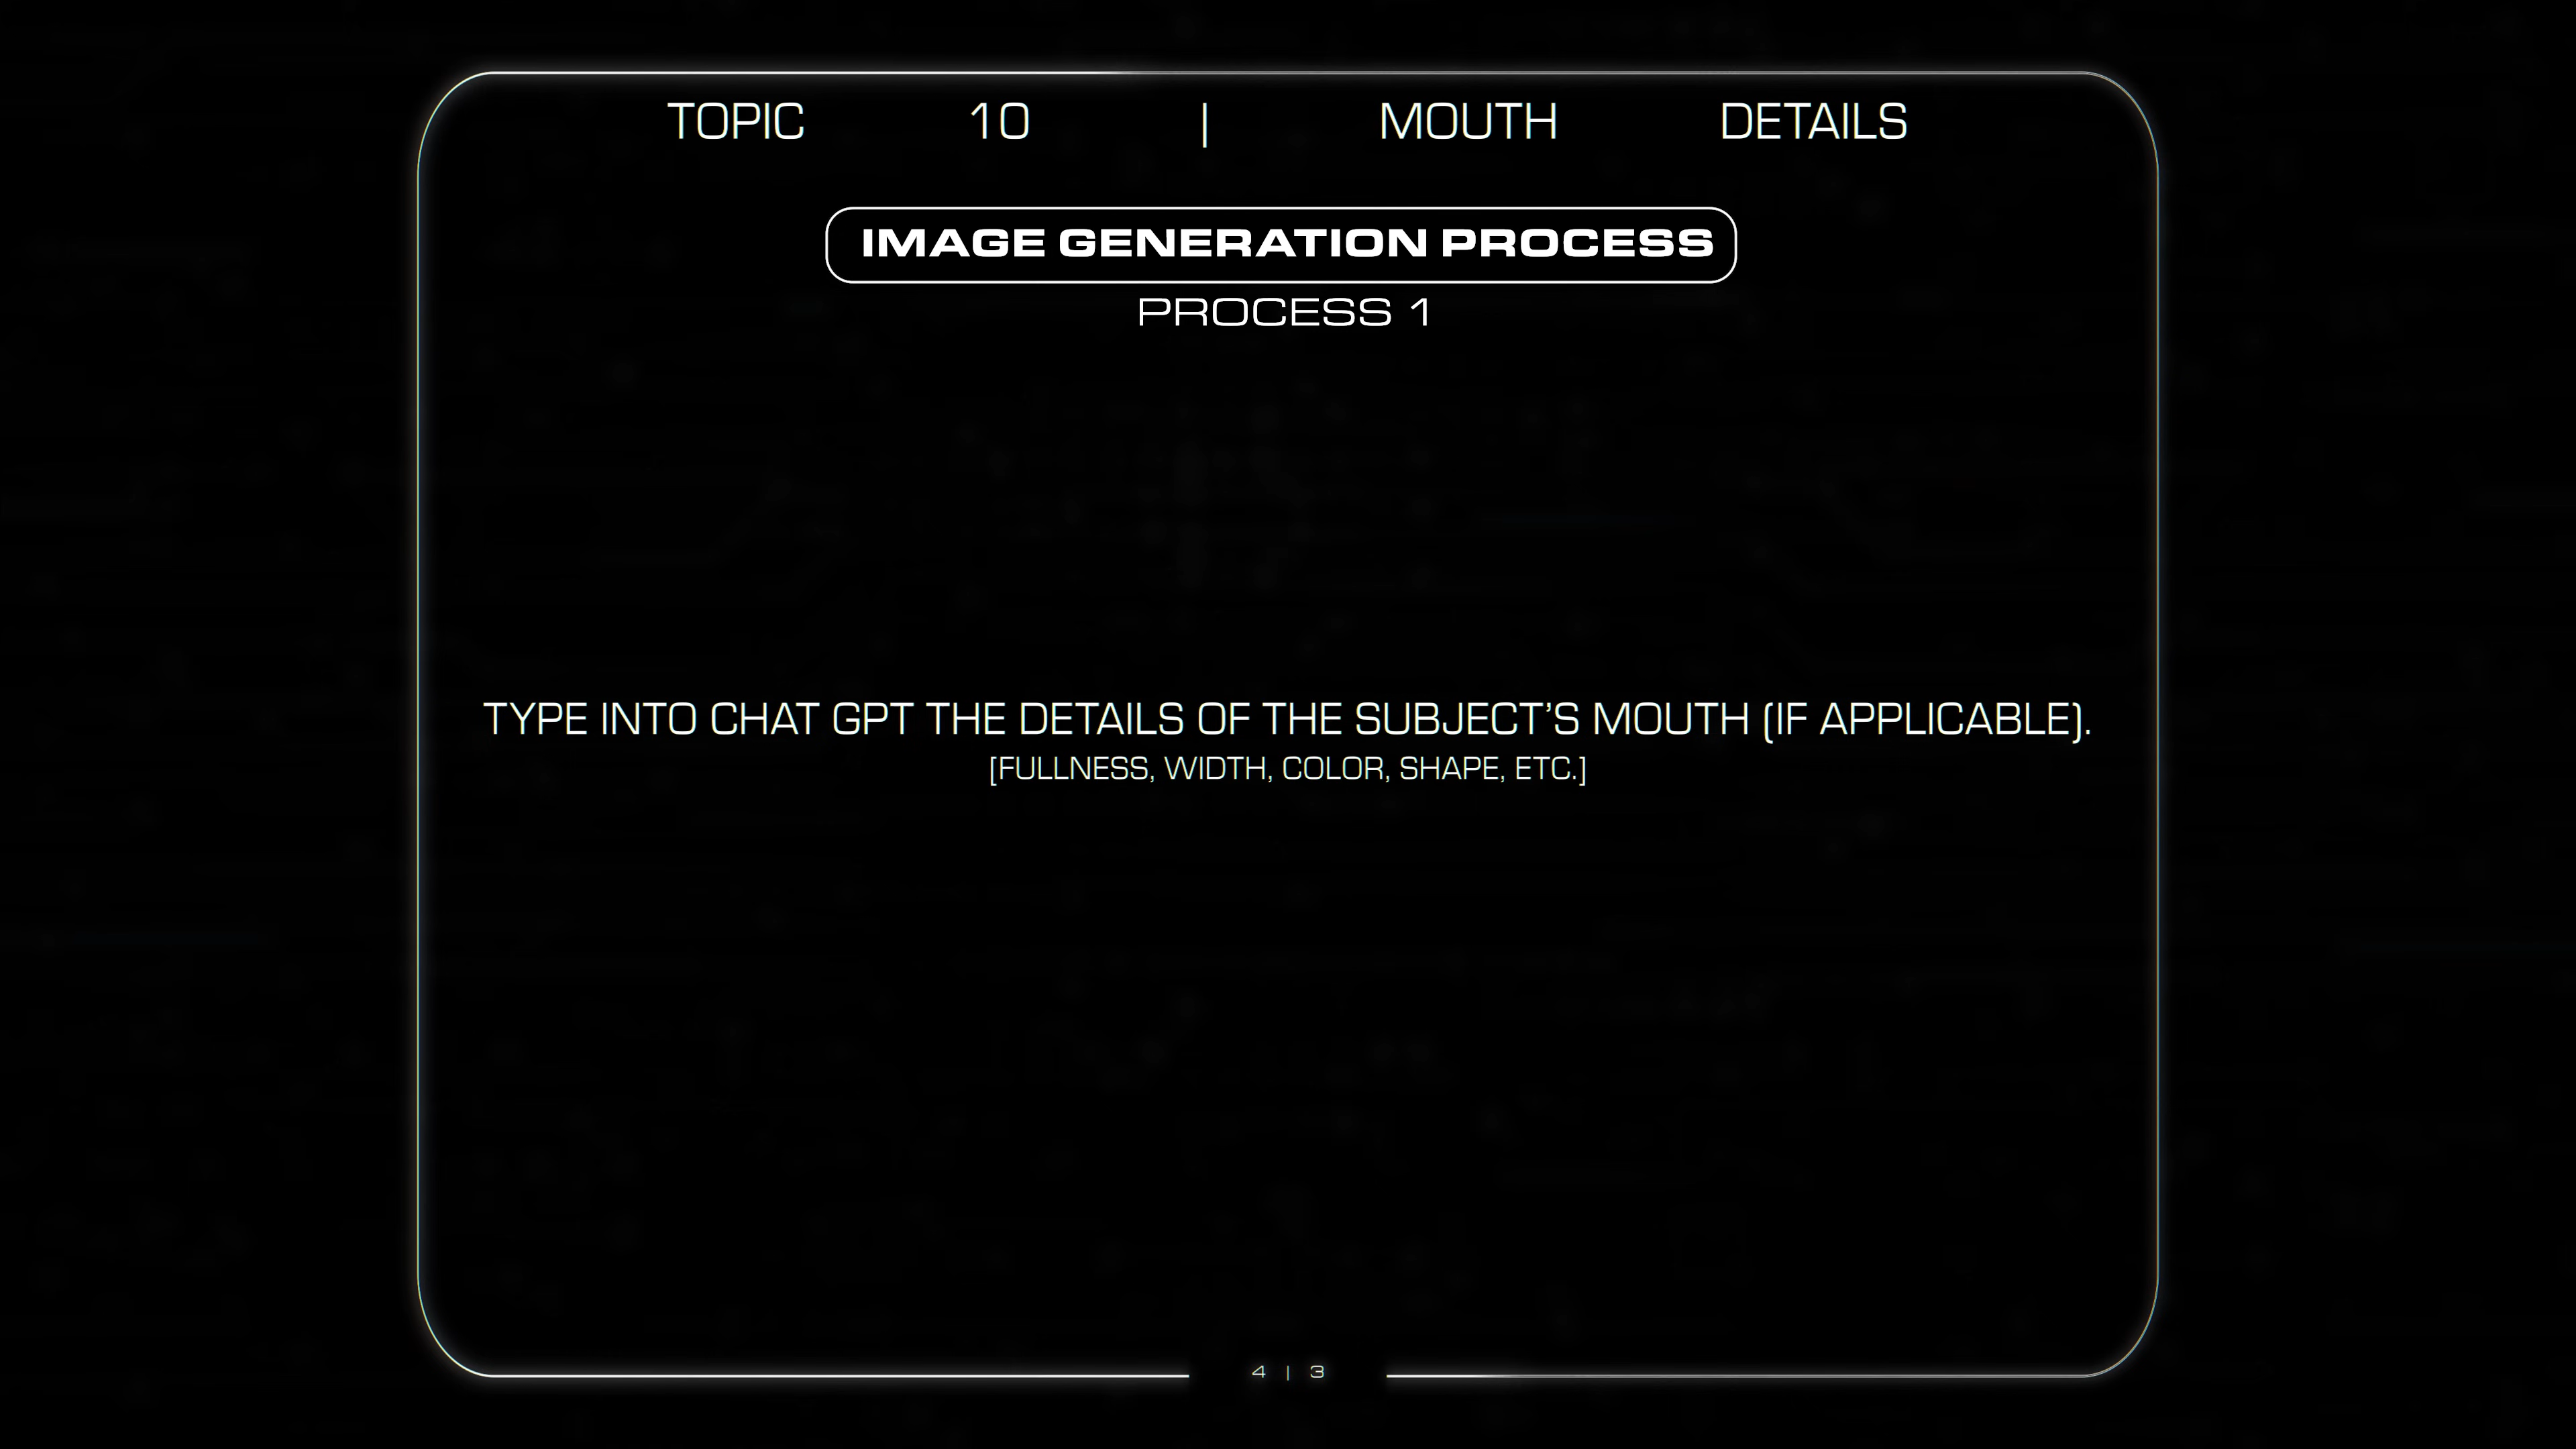 TOPIC 10 | MOUTH DETAILS
IMAGE GENERATION PROCESS
PROCESS 1
TYPE INTO CHAT GPT THE DETAILS OF THE SUBJECT’S MOUTH (IF APPLICABLE).
[FULLNESS, WIDTH, COLOR, SHAPE, ETC.]
4 | 3